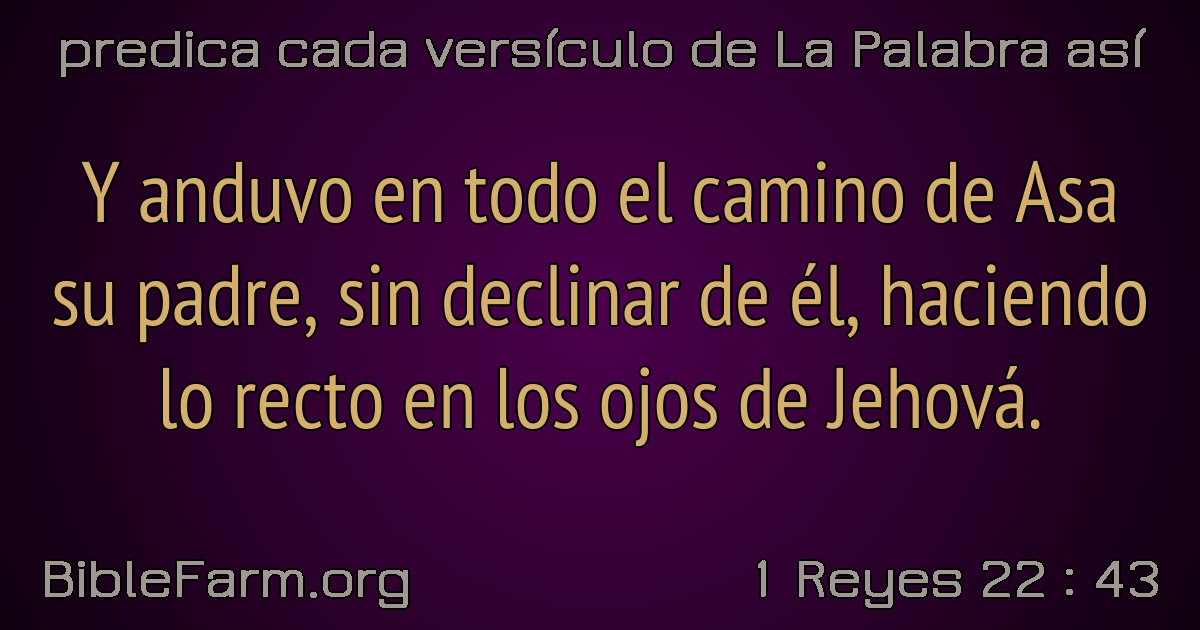 predica cada versículo de La Palabra así
Y anduvo en todo el camino de Asa
su padre, sin declinar de él, haciendo
lo recto en los ojos de Jehová.
BibleFarm.org
1 Reyes 22 : 43